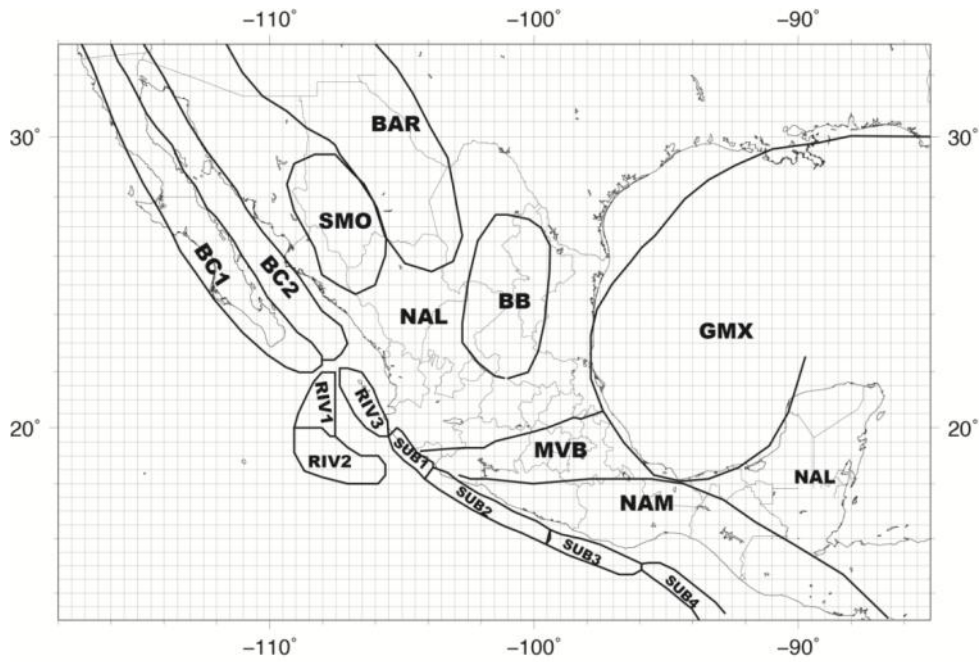 −110˚ −100˚ −90˚
30˚
BAR
SMO
BC1
BC2
NAL
BB
GMX
20˚
RIV1
RIV3
RIV2
SUB1
MVB
NAL
SUB2
NAM
SUB3
SUB4
20˚
30˚
−110˚ −100˚ −90˚